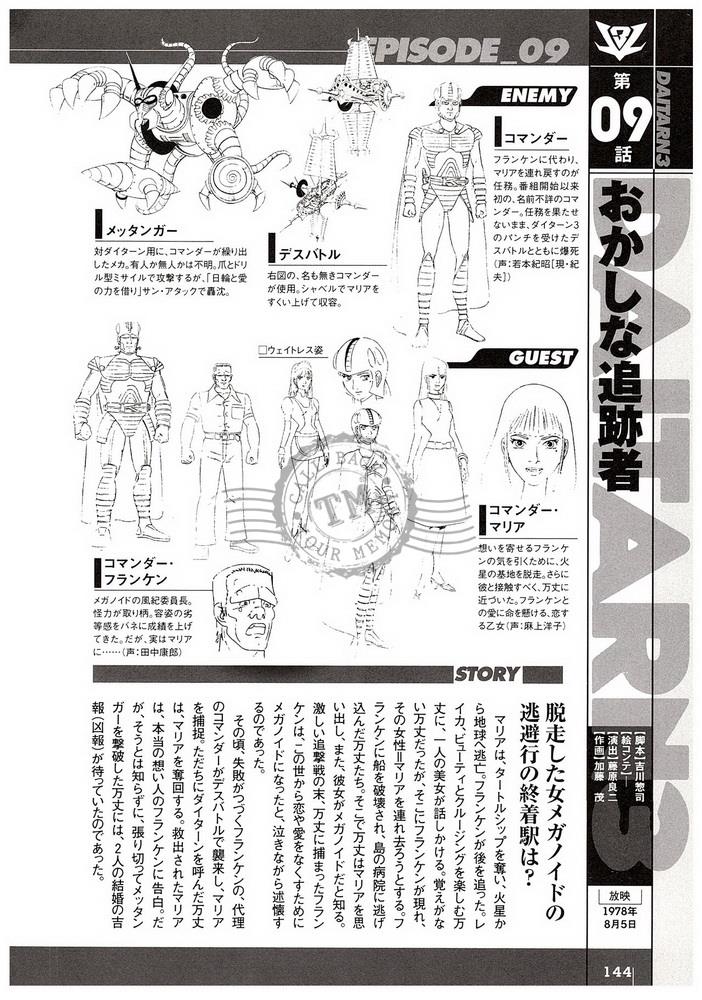 EPISODE_09
DAITARN3
第
09
話
おかしな追跡者
DAITARN3
ENEMY
コマンダー
フランケンに代わり、
マリアを連れ戻すのが
任務。番組開始以来
初の、名前不詳のコマ
ンダー。任務を果たせ
ないまま、ダイターン3
のパンチを受けたデ
スバトルとともに爆死
(声：若本紀昭[現・紀
夫])
メッタンガー
対ダイターン用に、コマンダーが繰り出
したメカ。有人か無人かは不明。爪とドリ
ル型ミサイルで攻撃するが、「日輪と愛
の力を借り」サン・アタックで轟沈。
デスバトル
右図の、名も無きコマンダー
が使用。シャベルでマリアを
すくい上げて収容。
GUEST
□ウェイトレス姿
コマンダー・
マリア
想いを寄せるフランケ
ンの気を引くために、火
星の基地を脱走。さらに
彼と接触すべく、万丈に
近づいた。フランケンと
の愛に命を懸ける、恋す
る乙女(声：麻上洋子)
コマンダー・
フランケン
メガノイドの風紀委員長。
怪力が取り柄。容姿の劣
等感をバネに成績を上げ
てきた。だが、実はマリア
に……(声：田中康郎)
TM
STORY
脱走した女メガノイドの
逃避行の終着駅は？
マリアは、タートルシップを奪い、火星か
ら地球へ逃亡。フランケンが後を追った。レ
イカ、ビューティとクルージングを楽しむ万
丈に、一人の美女が話しかける。覚えがな
い万丈だったが、そこにフランケンが現れ、
その女性＝マリアを連れ去ろうとする。フ
ランケンに船を破壊され、島の病院に逃げ
込んだ万丈たち。そこで万丈はマリアを思
い出し、また、彼女がメガノイドだと知る。
激しい追撃戦の末、万丈に捕まったフラン
ケンは、この世から恋や愛をなくすために
メガノイドになったと、泣きながら述懐す
るのであった。
その頃、失敗がつづくフランケンの、代理
のコマンダーがデスバトルで襲来し、マリア
を捕捉。ただちにダイターンを呼んだ万丈
は、マリアを奪回する。救出されたマリア
は、本当の想い人のフランケンに告白。だ
が、そうとは知らずに、張り切ってメッタン
ガーを撃破した万丈には、2人の結婚の吉
報(凶報)が待っていたのであった。
[脚本]吉川惣司
[絵コンテ]―
[演出]藤原良二
[作画]加藤 茂
[放映]
1978年
8月5日
144